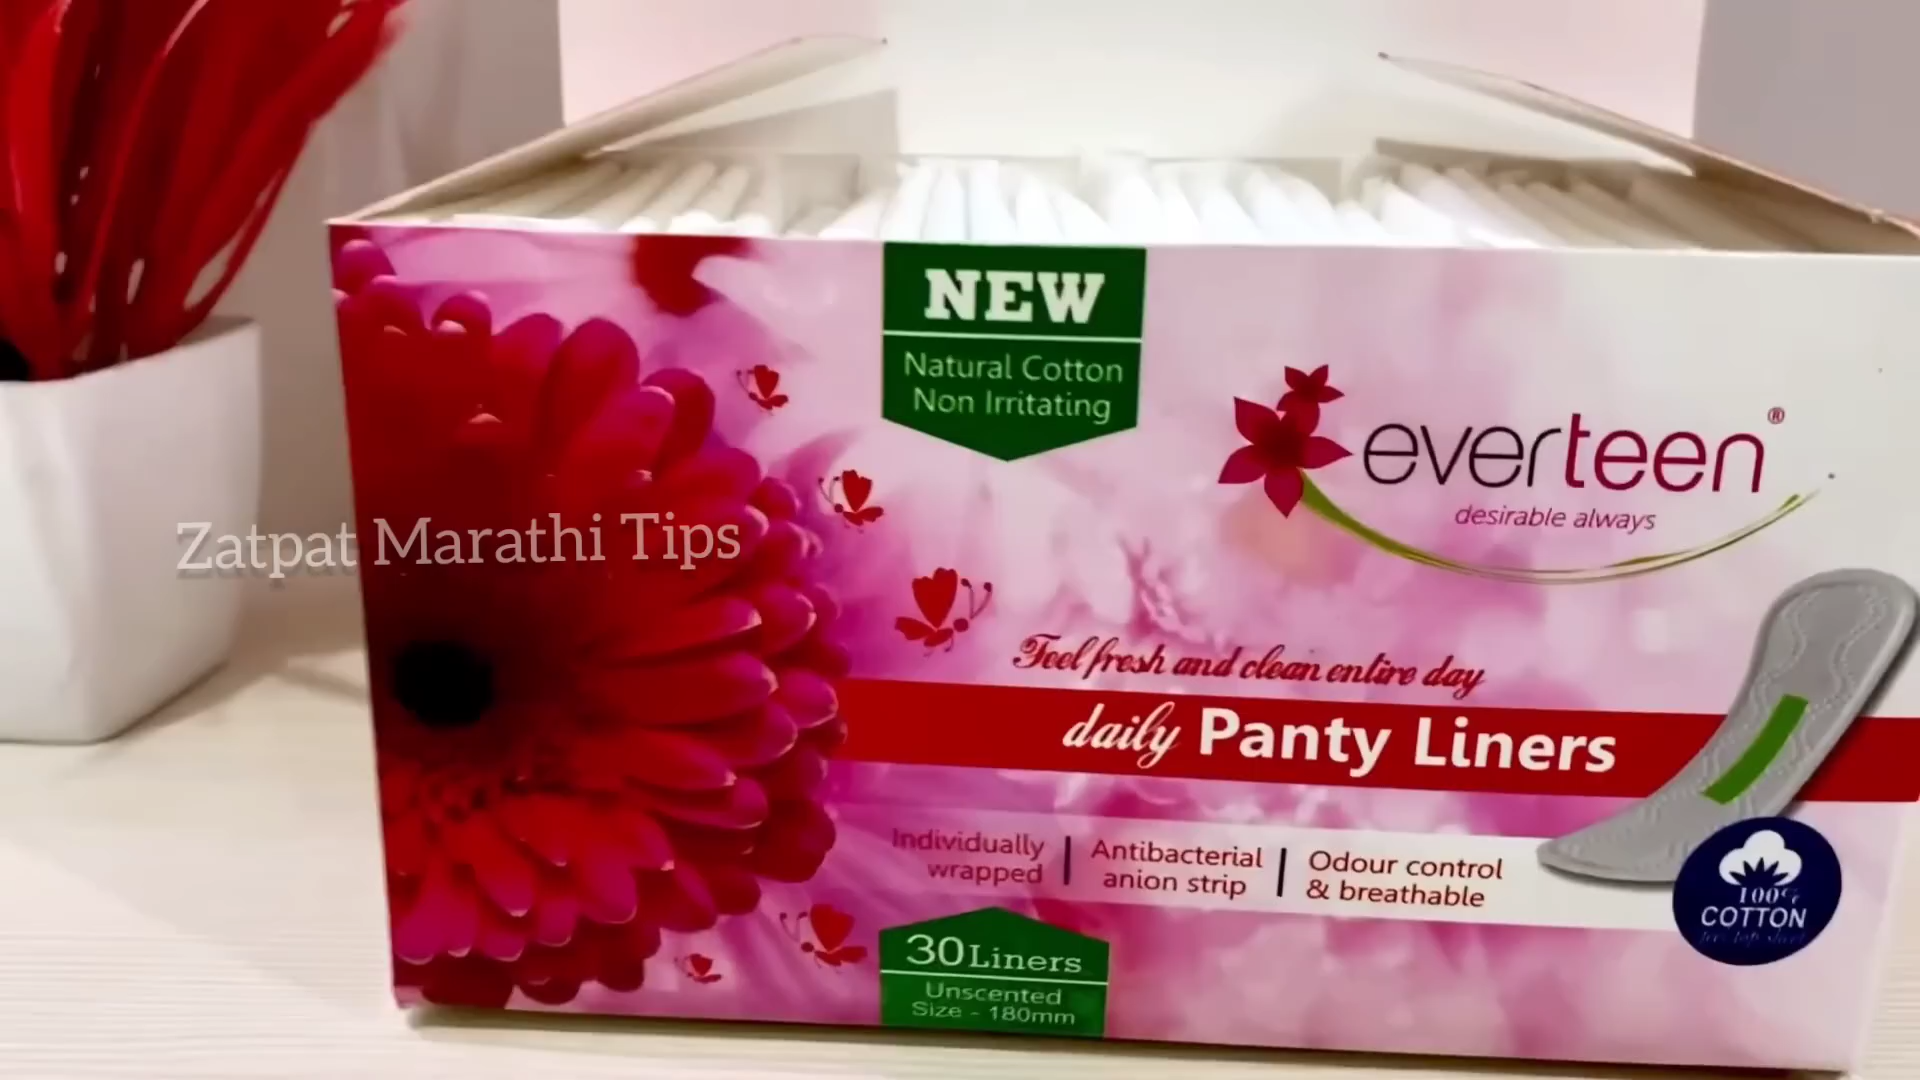 NEW
Natural Cotton
Non Irritating
everteen®
desirable always
Zatpat Marathi Tips
Feel fresh and clean entire day
daily Panty Liners
Individually
wrapped
Antibacterial
anion strip
Odour control
& breathable
100%
COTTON
30 Liners
Unscented
Size - 180mm